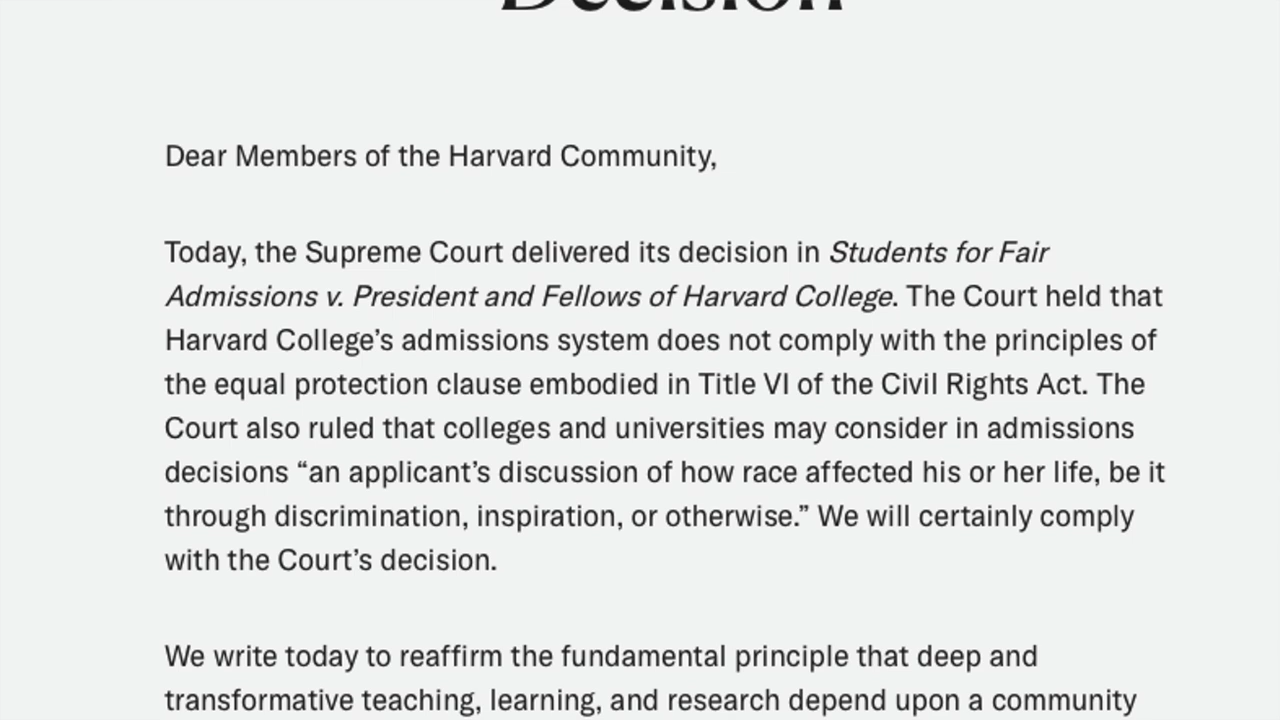 Decision
Dear Members of the Harvard Community,
Today, the Supreme Court delivered its decision in Students for Fair
Admissions v. President and Fellows of Harvard College. The Court held that
Harvard College’s admissions system does not comply with the principles of
the equal protection clause embodied in Title VI of the Civil Rights Act. The
Court also ruled that colleges and universities may consider in admissions
decisions “an applicant’s discussion of how race affected his or her life, be it
through discrimination, inspiration, or otherwise.” We will certainly comply
with the Court’s decision.
We write today to reaffirm the fundamental principle that deep and
transformative teaching, learning, and research depend upon a community